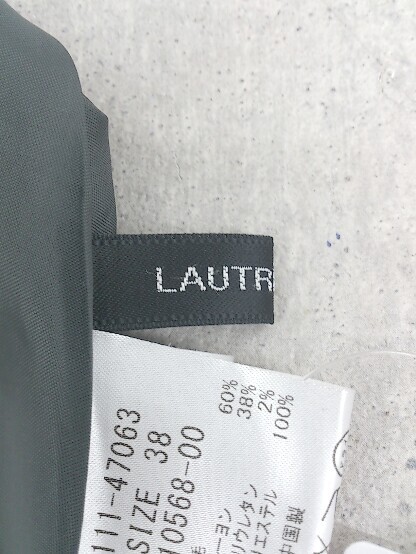 LAUTR
111-47063
SIZE 38
10568-00
60%
38%
2%
100%
毛
ーヨン
リウレタン
エステル
中国製